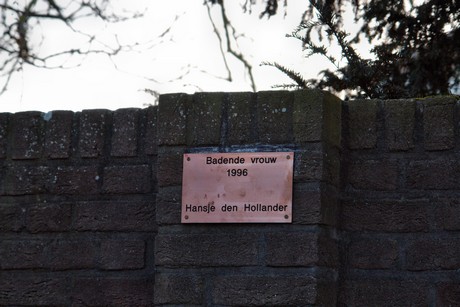 Badende vrouw
1996
Hansje den Hollander